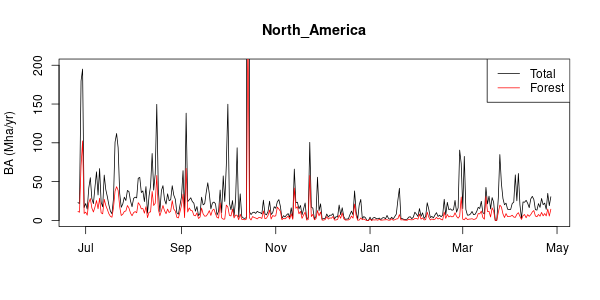 North_America
BA (Mha/yr)
200
150
100
50
0
Total
Forest
Jul
Sep
Nov
Jan
Mar
May